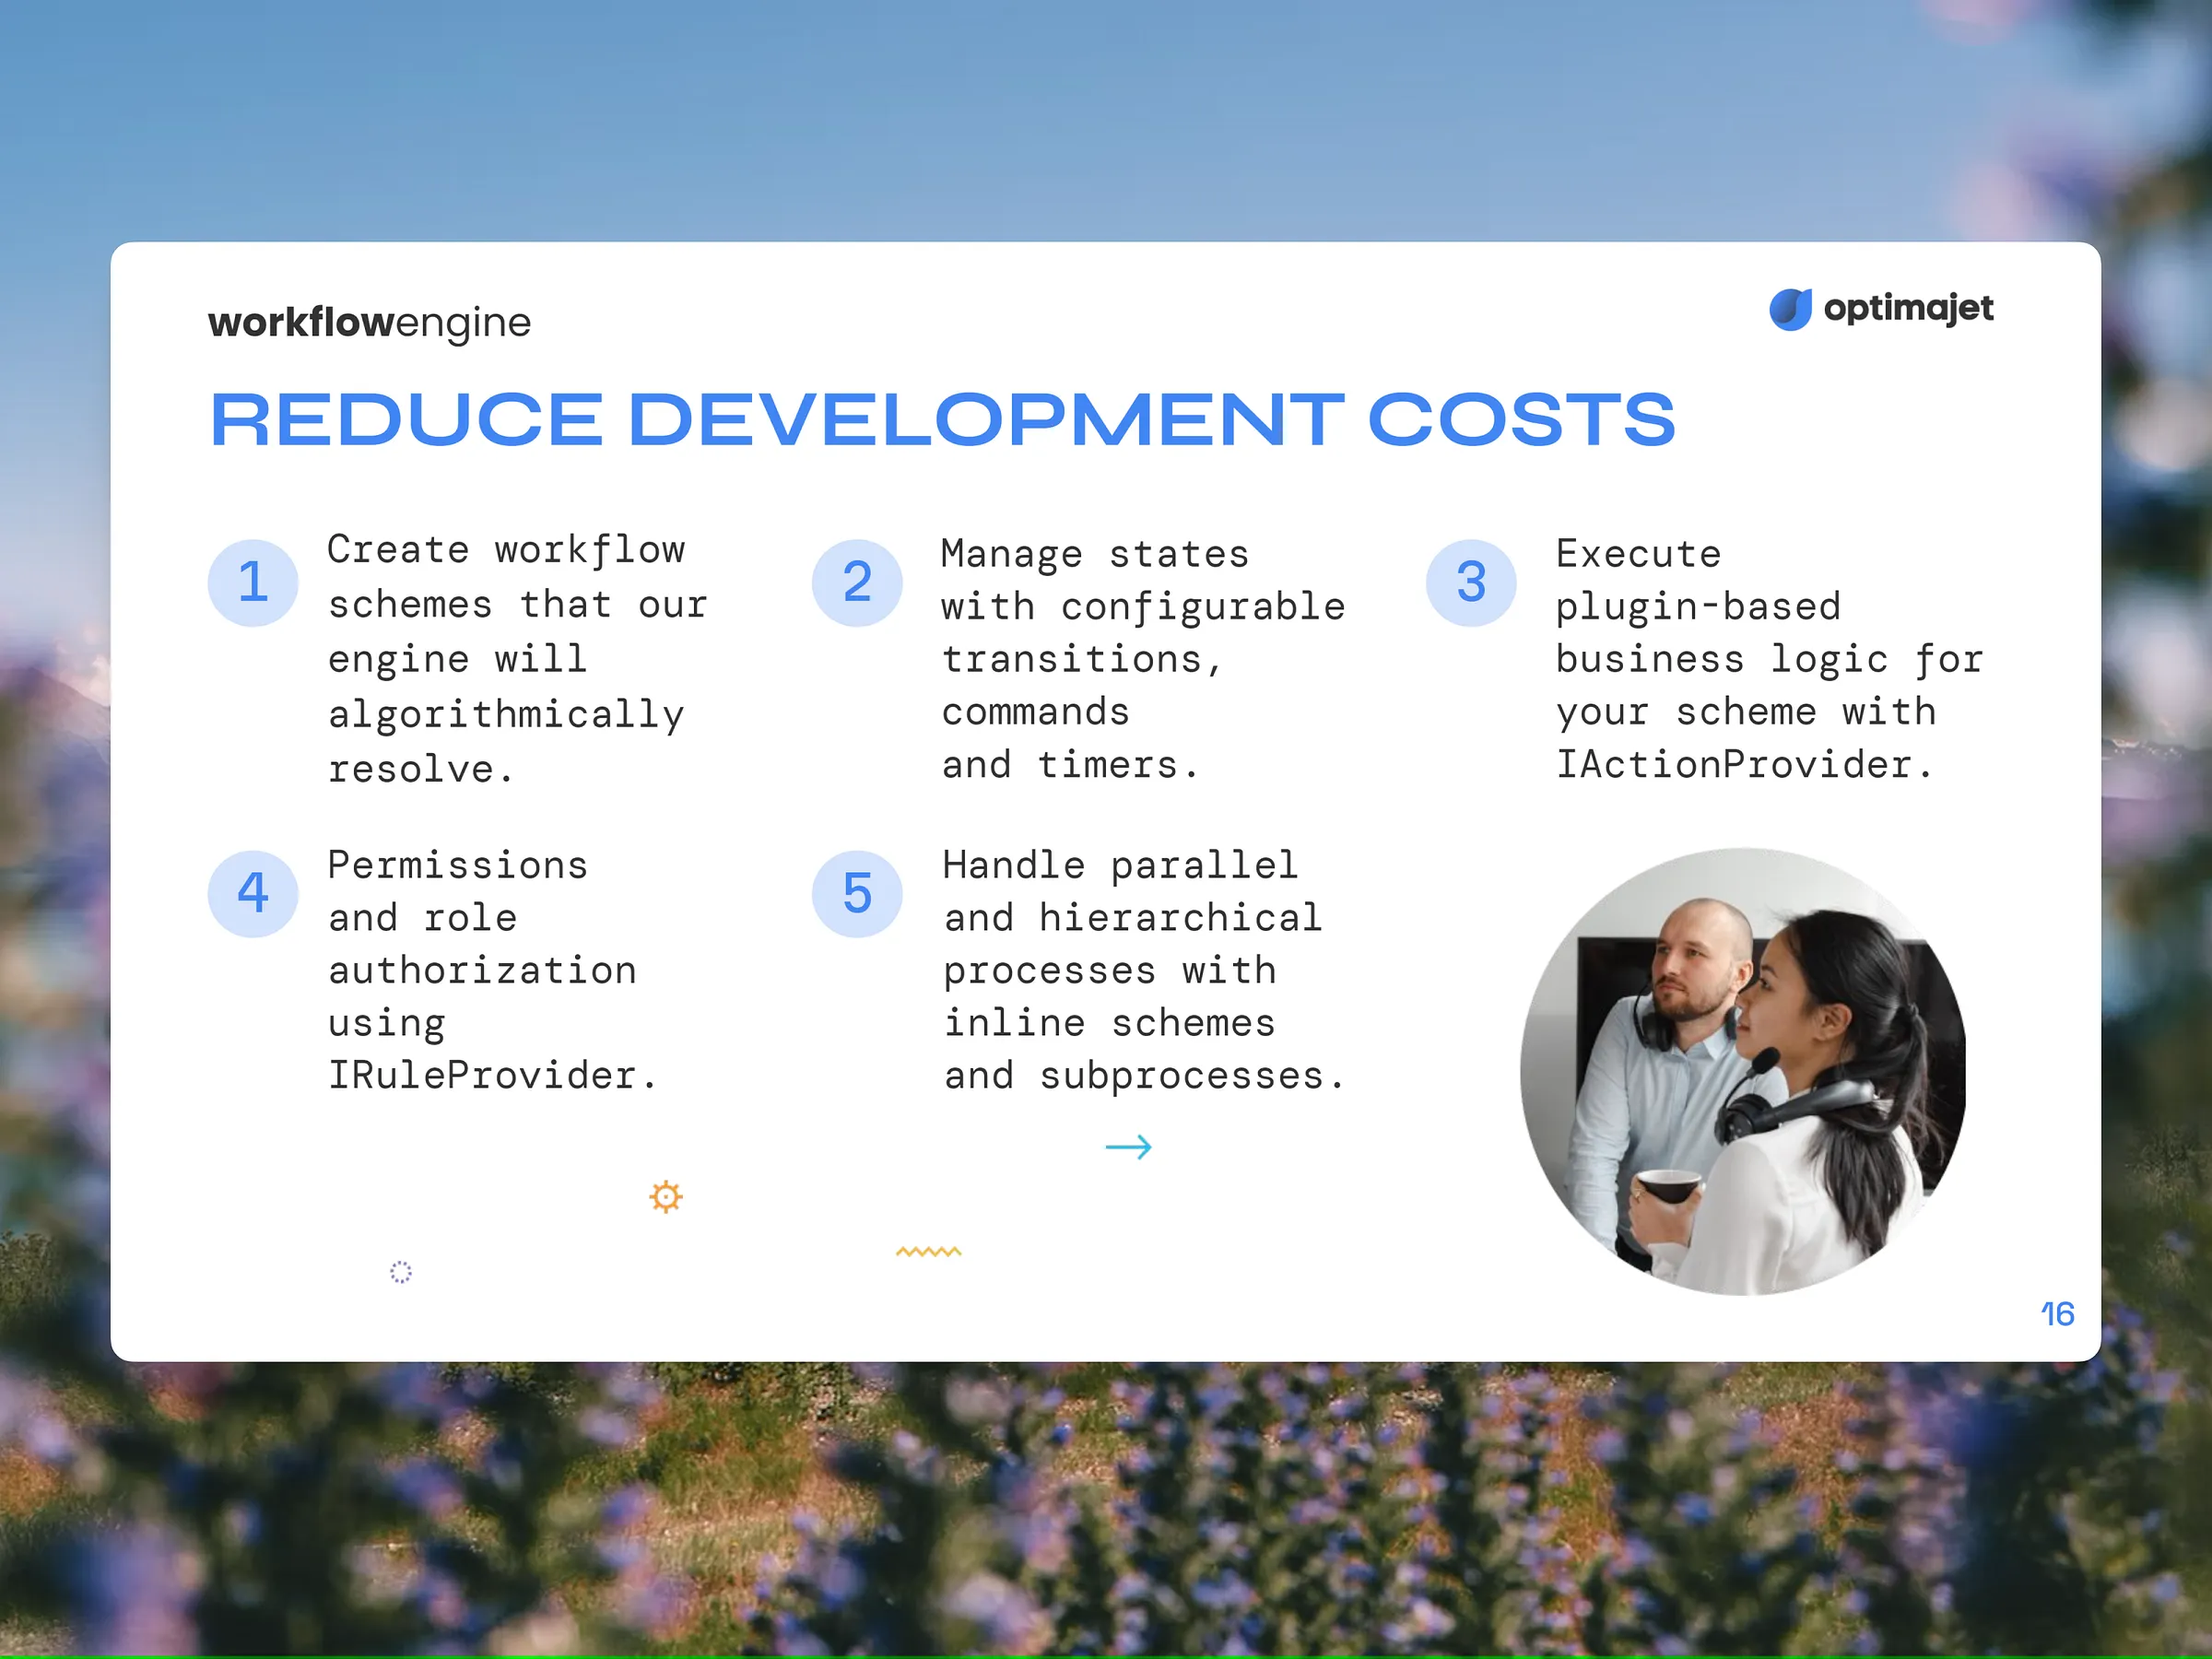 workflowengine
optimajet
REDUCE DEVELOPMENT COSTS
1
Create workflow
schemes that our
engine will
algorithmically
resolve.
2
Manage states
with configurable
transitions,
commands
and timers.
3
Execute
plugin-based
business logic for
your scheme with
IActionProvider.
4
Permissions
and role
authorization
using
IRuleProvider.
5
Handle parallel
and hierarchical
processes with
inline schemes
and subprocesses.
16